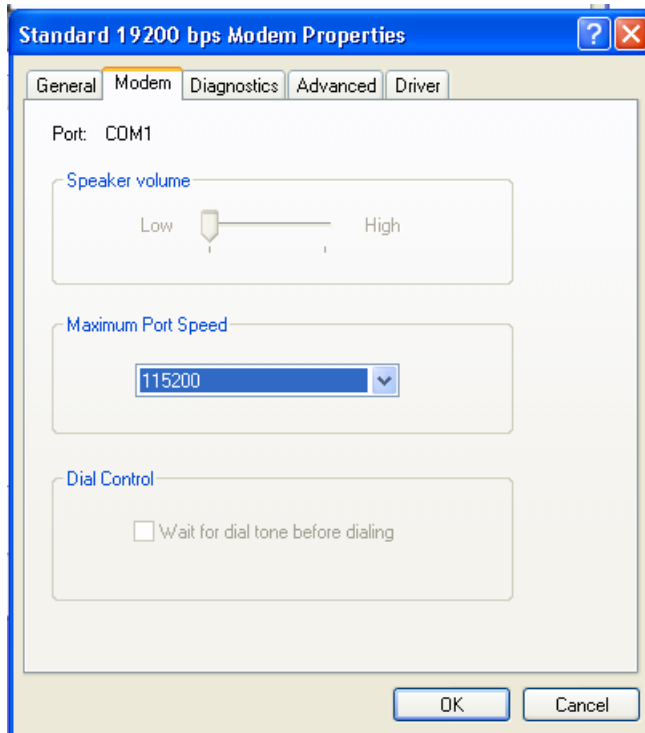 Standard 19200 bps Modem Properties
General Modem Diagnostics Advanced Driver
Port: COM1
Speaker volume
Low High
Maximum Port Speed
115200
Dial Control
Wait for dial tone before dialing
OK Cancel